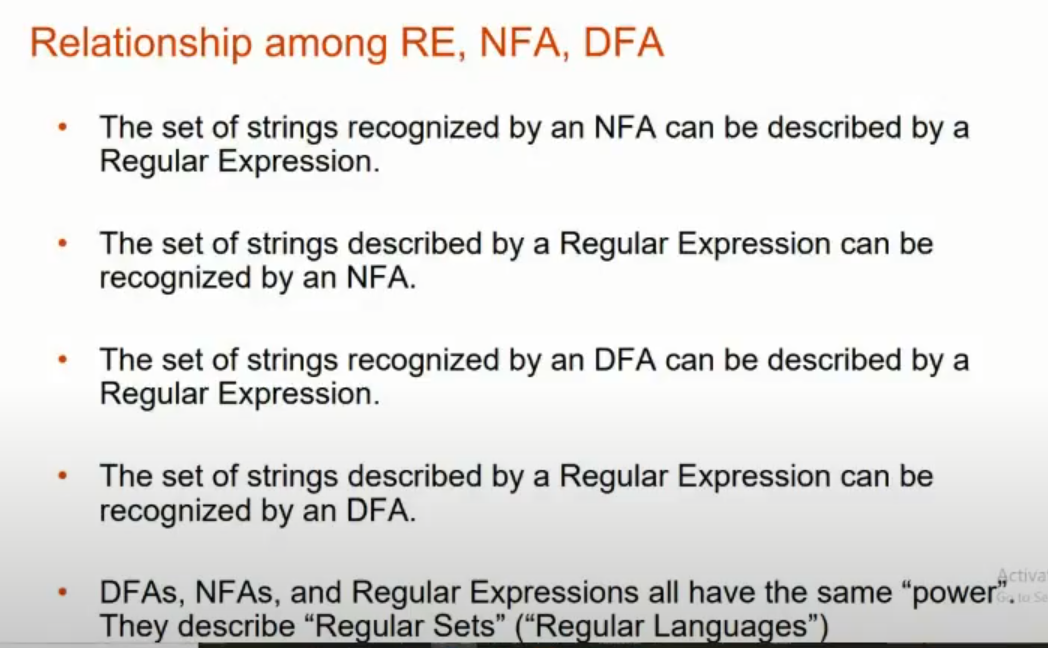 Relationship among RE, NFA, DFA
• The set of strings recognized by an NFA can be described by a
Regular Expression.
• The set of strings described by a Regular Expression can be
recognized by an NFA.
• The set of strings recognized by an DFA can be described by a
Regular Expression.
• The set of strings described by a Regular Expression can be
recognized by an DFA.
Activa
• DFAs, NFAs, and Regular Expressions all have the same “power”.
Go to Se
They describe “Regular Sets” (“Regular Languages”)